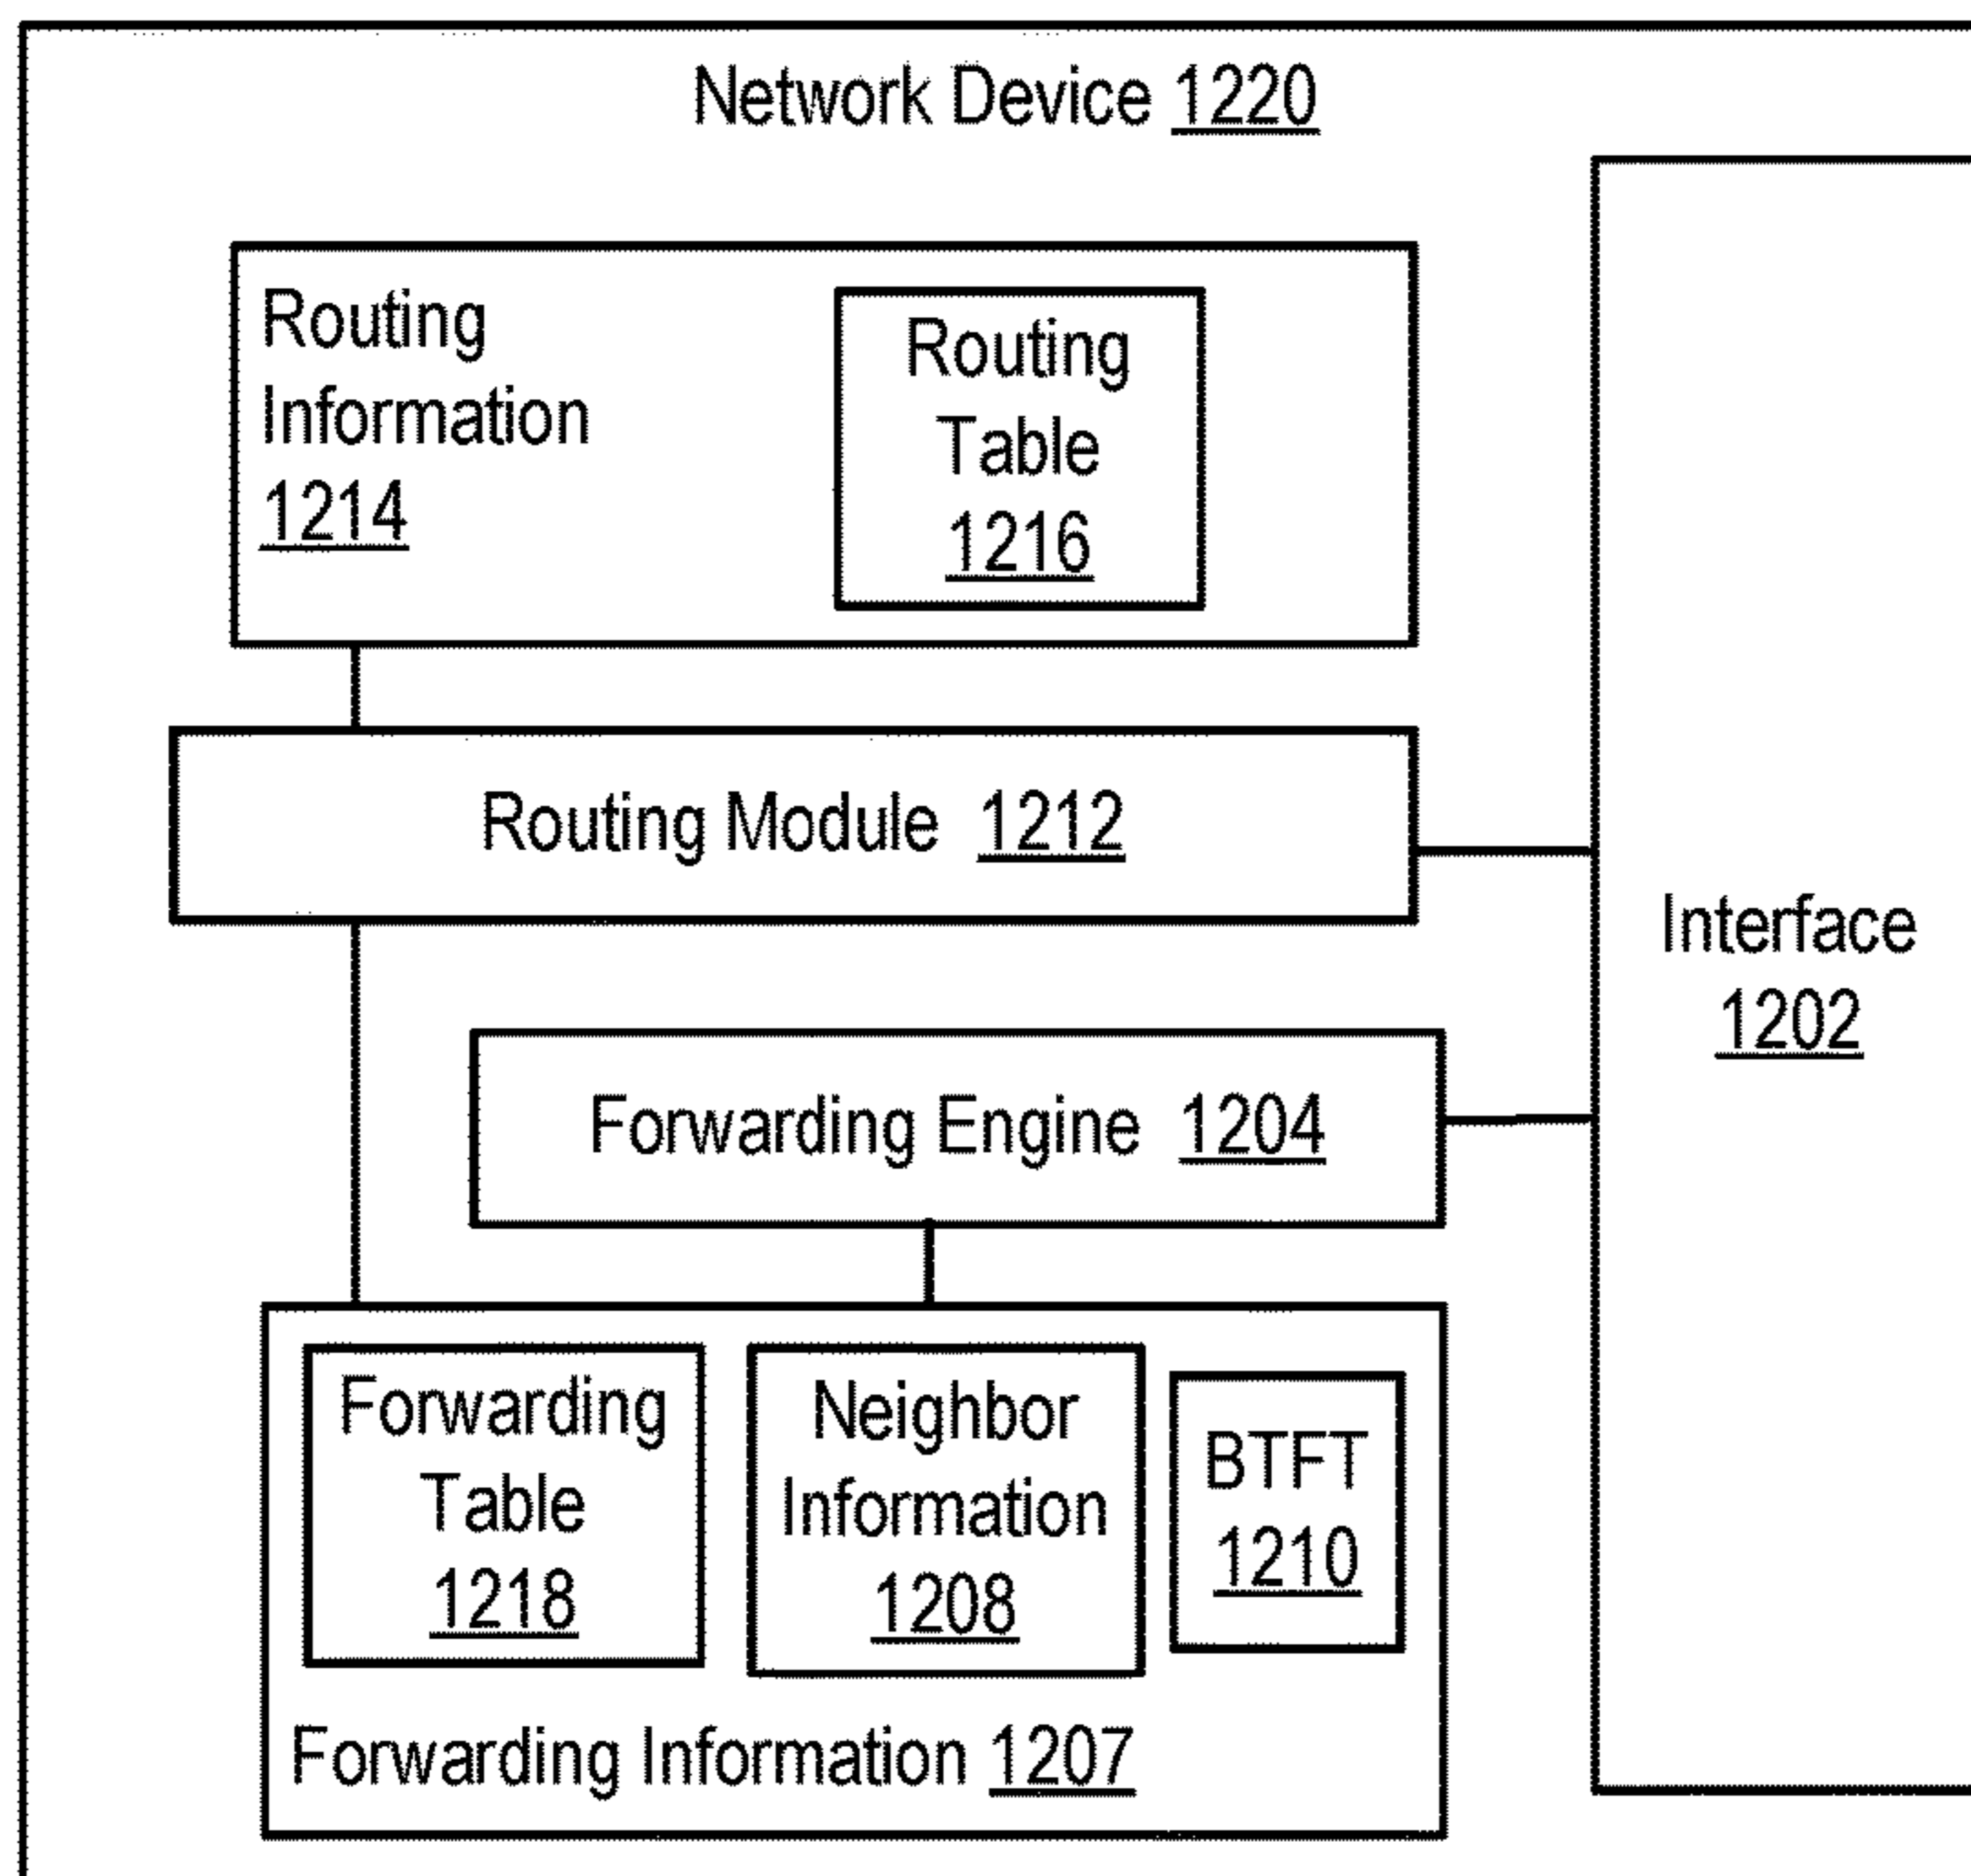 Network Device 1220
Routing
Information
1214
Routing
Table
1216
Routing Module 1212
Interface
1202
Forwarding Engine 1204
Forwarding
Table
1218
Neighbor
Information
1208
BTFT
1210
Forwarding Information 1207